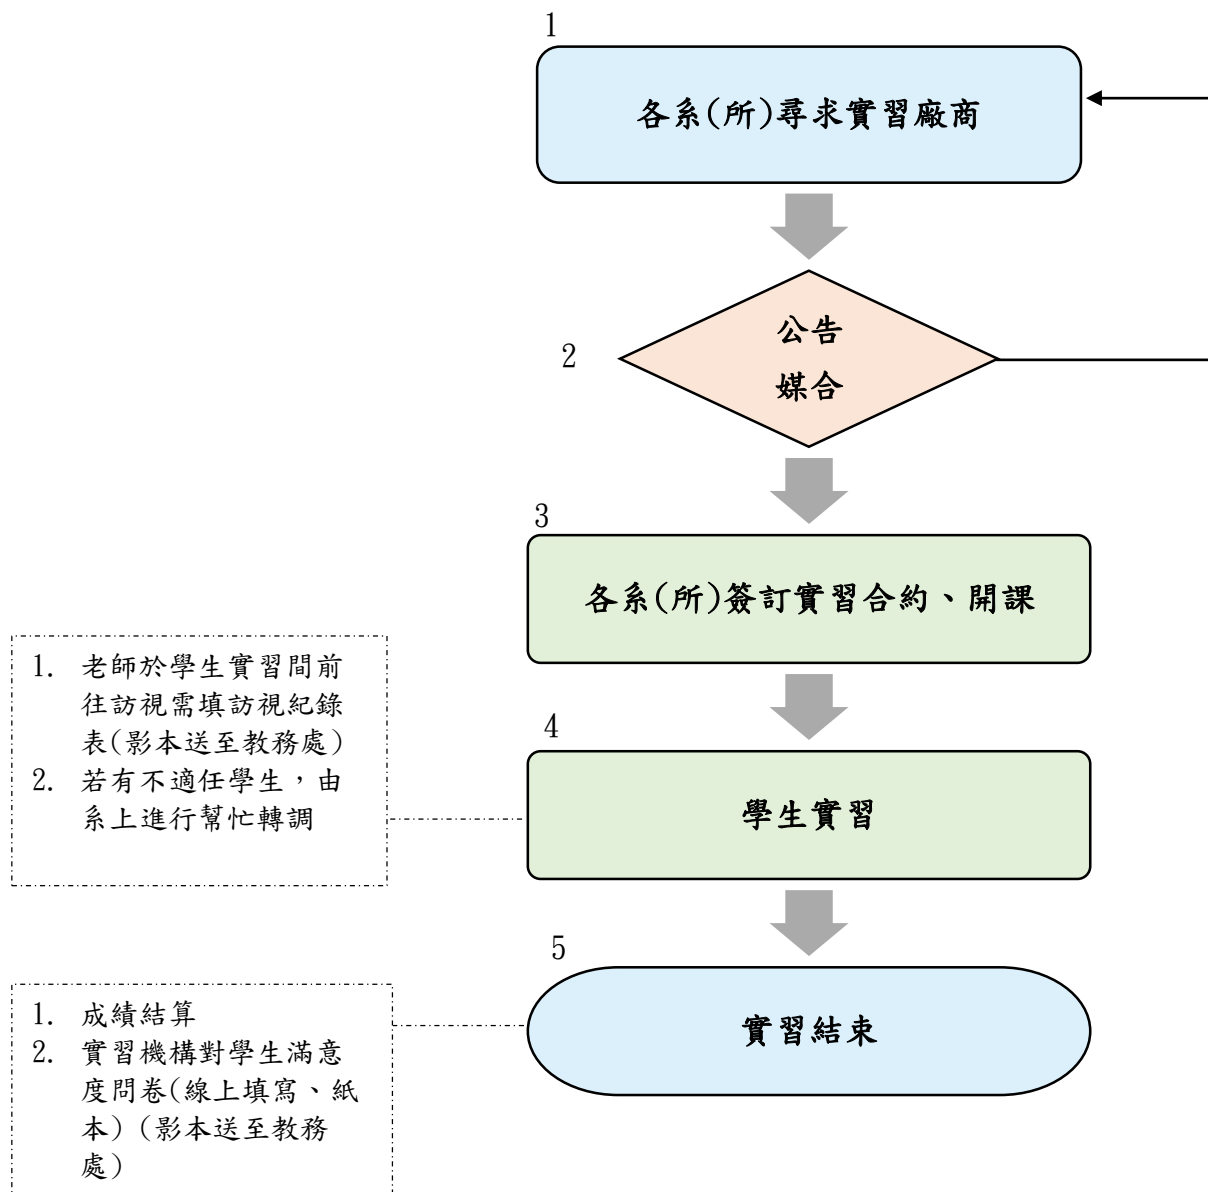 1
各系(所)尋求實習廠商
2
公告
媒合
3
各系(所)簽訂實習合約、開課
1. 老師於學生實習間前
往訪視需填訪視紀錄
表(影本送至教務處)
2. 若有不適任學生，由
系上進行幫忙轉調
4
學生實習
5
實習結束
1. 成績結算
2. 實習機構對學生滿意
度問卷(線上填寫、紙
本)(影本送至教務
處)